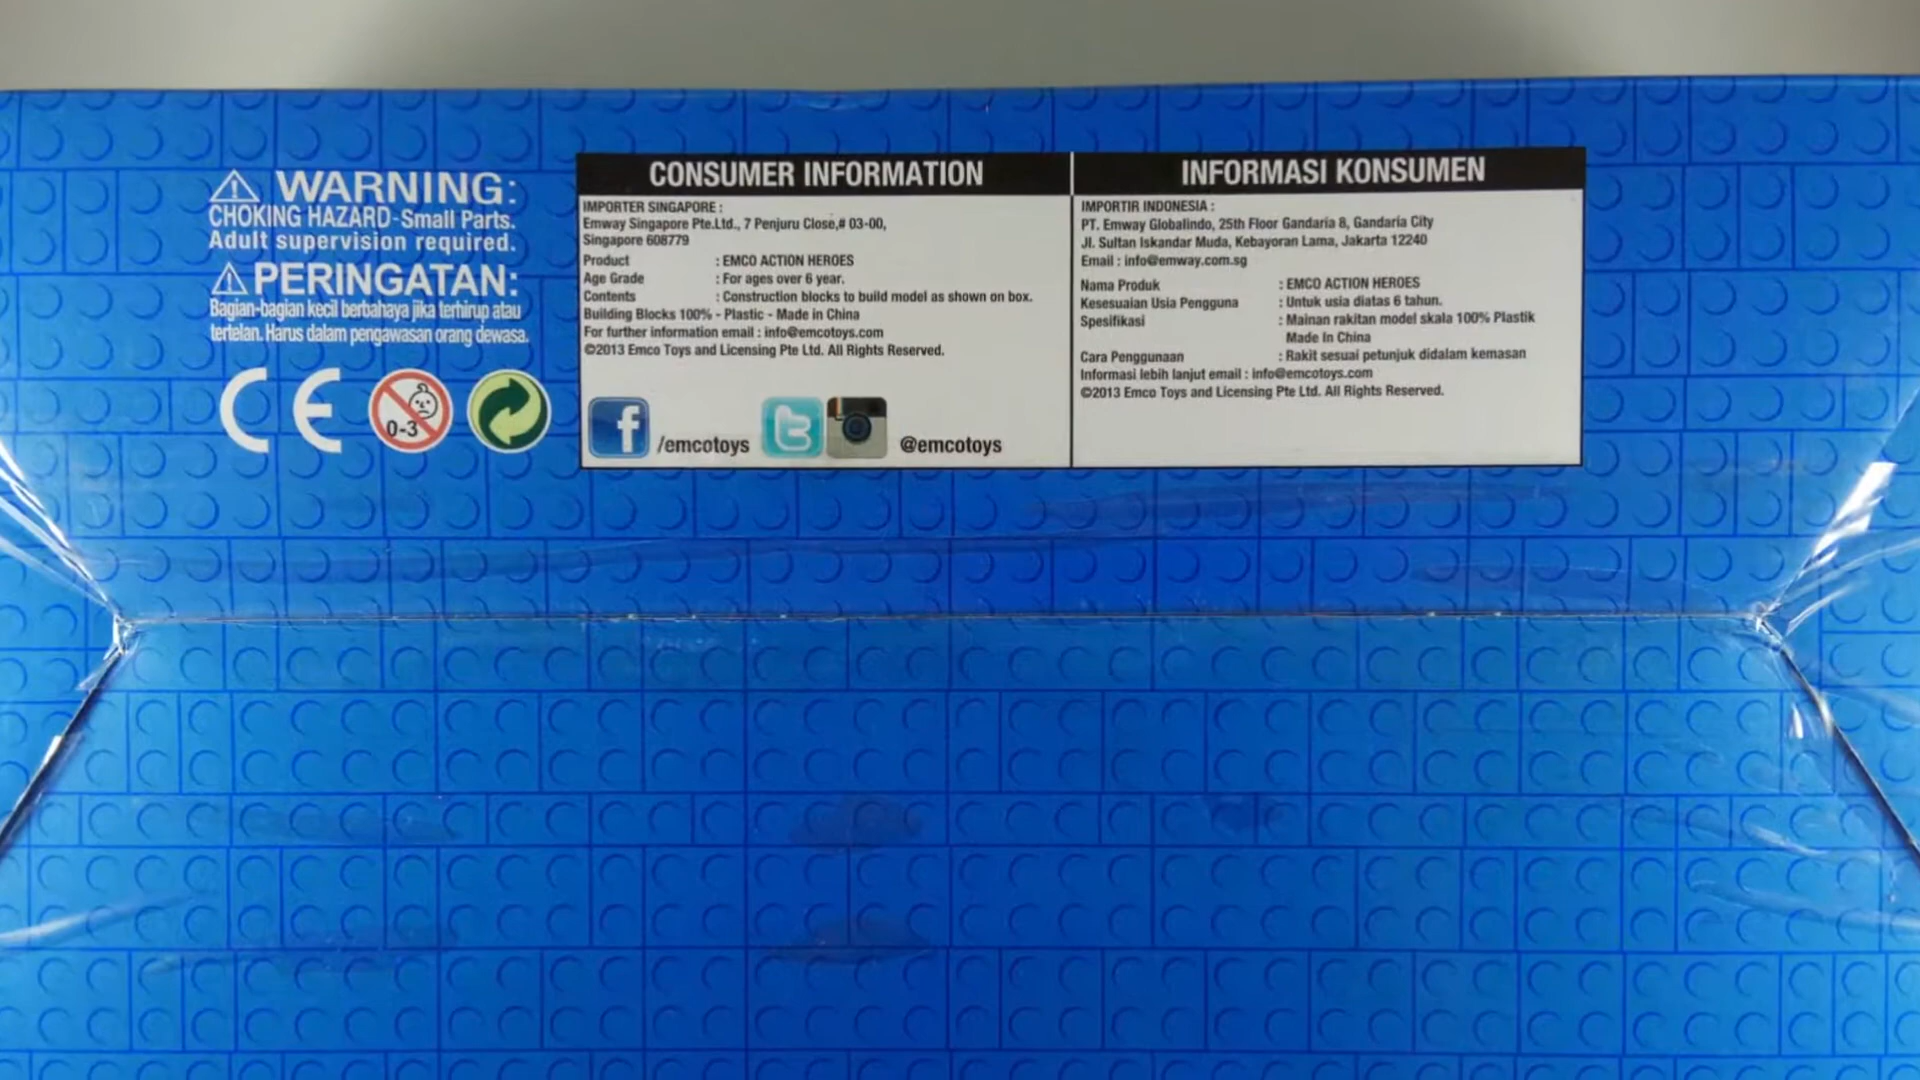 WARNING:
CHOKING HAZARD-Small Parts.
Adult supervision required.
PERINGATAN:
Bagian-bagian kecil berbahaya jika terhirup atau
tertelan. Harus dalam pengawasan orang dewasa.
CE
0-3
CONSUMER INFORMATION
IMPORTER SINGAPORE :
Emway Singapore Pte.Ltd., 7 Penjuru Close,# 03-00,
Singapore 608779
Product : EMCO ACTION HEROES
Age Grade : For ages over 6 year.
Contents : Construction blocks to build model as shown on box.
Building Blocks 100% - Plastic - Made in China
For further information email : info@emcotoys.com
©2013 Emco Toys and Licensing Pte Ltd. All Rights Reserved.
f /emcotoys t @emcotoys
INFORMASI KONSUMEN
IMPORTIR INDONESIA :
PT. Emway Globalindo, 25th Floor Gandaria 8, Gandaria City
Jl. Sultan Iskandar Muda, Kebayoran Lama, Jakarta 12240
Email : info@emway.com.sg
Nama Produk : EMCO ACTION HEROES
Kesesuaian Usia Pengguna : Untuk usia diatas 6 tahun.
Spesifikasi : Mainan rakitan model skala 100% Plastik
Made In China
Cara Penggunaan : Rakit sesuai petunjuk didalam kemasan
Informasi lebih lanjut email : info@emcotoys.com
©2013 Emco Toys and Licensing Pte Ltd. All Rights Reserved.